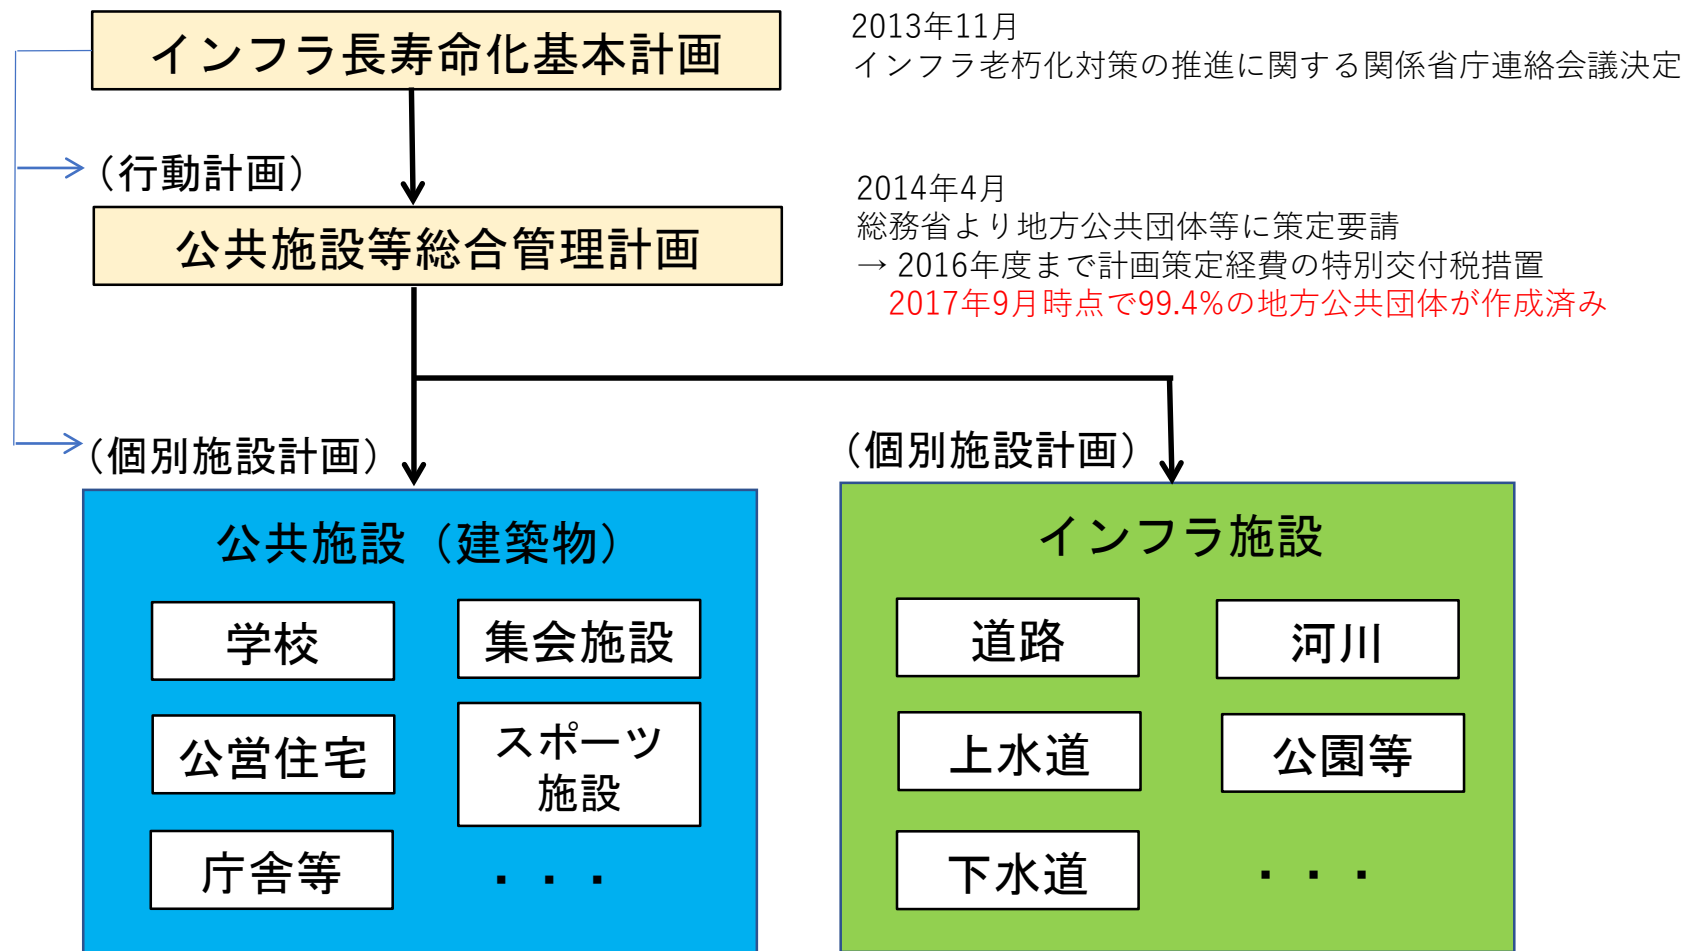 インフラ長寿命化基本計画
2013年11月
インフラ老朽化対策の推進に関する関係省庁連絡会議決定
（行動計画）
公共施設等総合管理計画
2014年4月
総務省より地方公共団体等に策定要請
→ 2016年度まで計画策定経費の特別交付税措置
2017年9月時点で99.4%の地方公共団体が作成済み
（個別施設計画）
公共施設（建築物）
学校
集会施設
公営住宅
スポーツ
施設
庁舎等
・・・
（個別施設計画）
インフラ施設
道路
河川
上水道
公園等
下水道
・・・